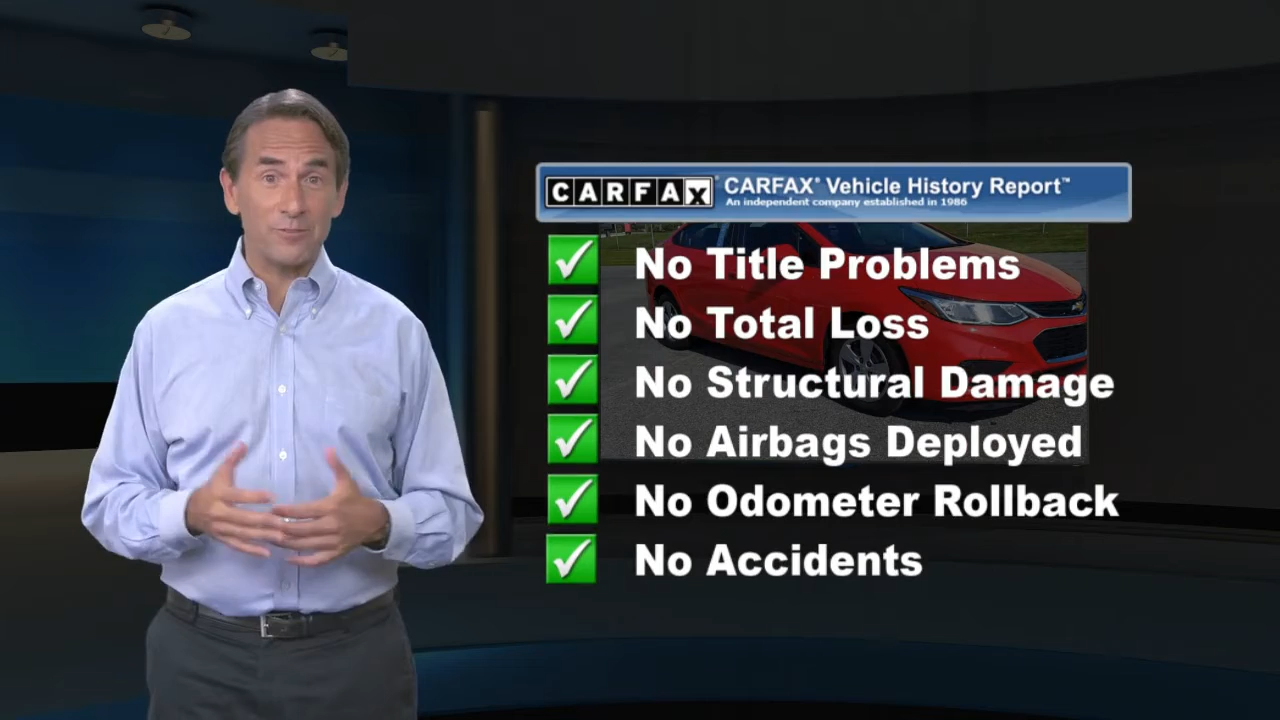 CARFAX® CARFAX® Vehicle History Report™
An independent company established in 1986
No Title Problems
No Total Loss
No Structural Damage
No Airbags Deployed
No Odometer Rollback
No Accidents